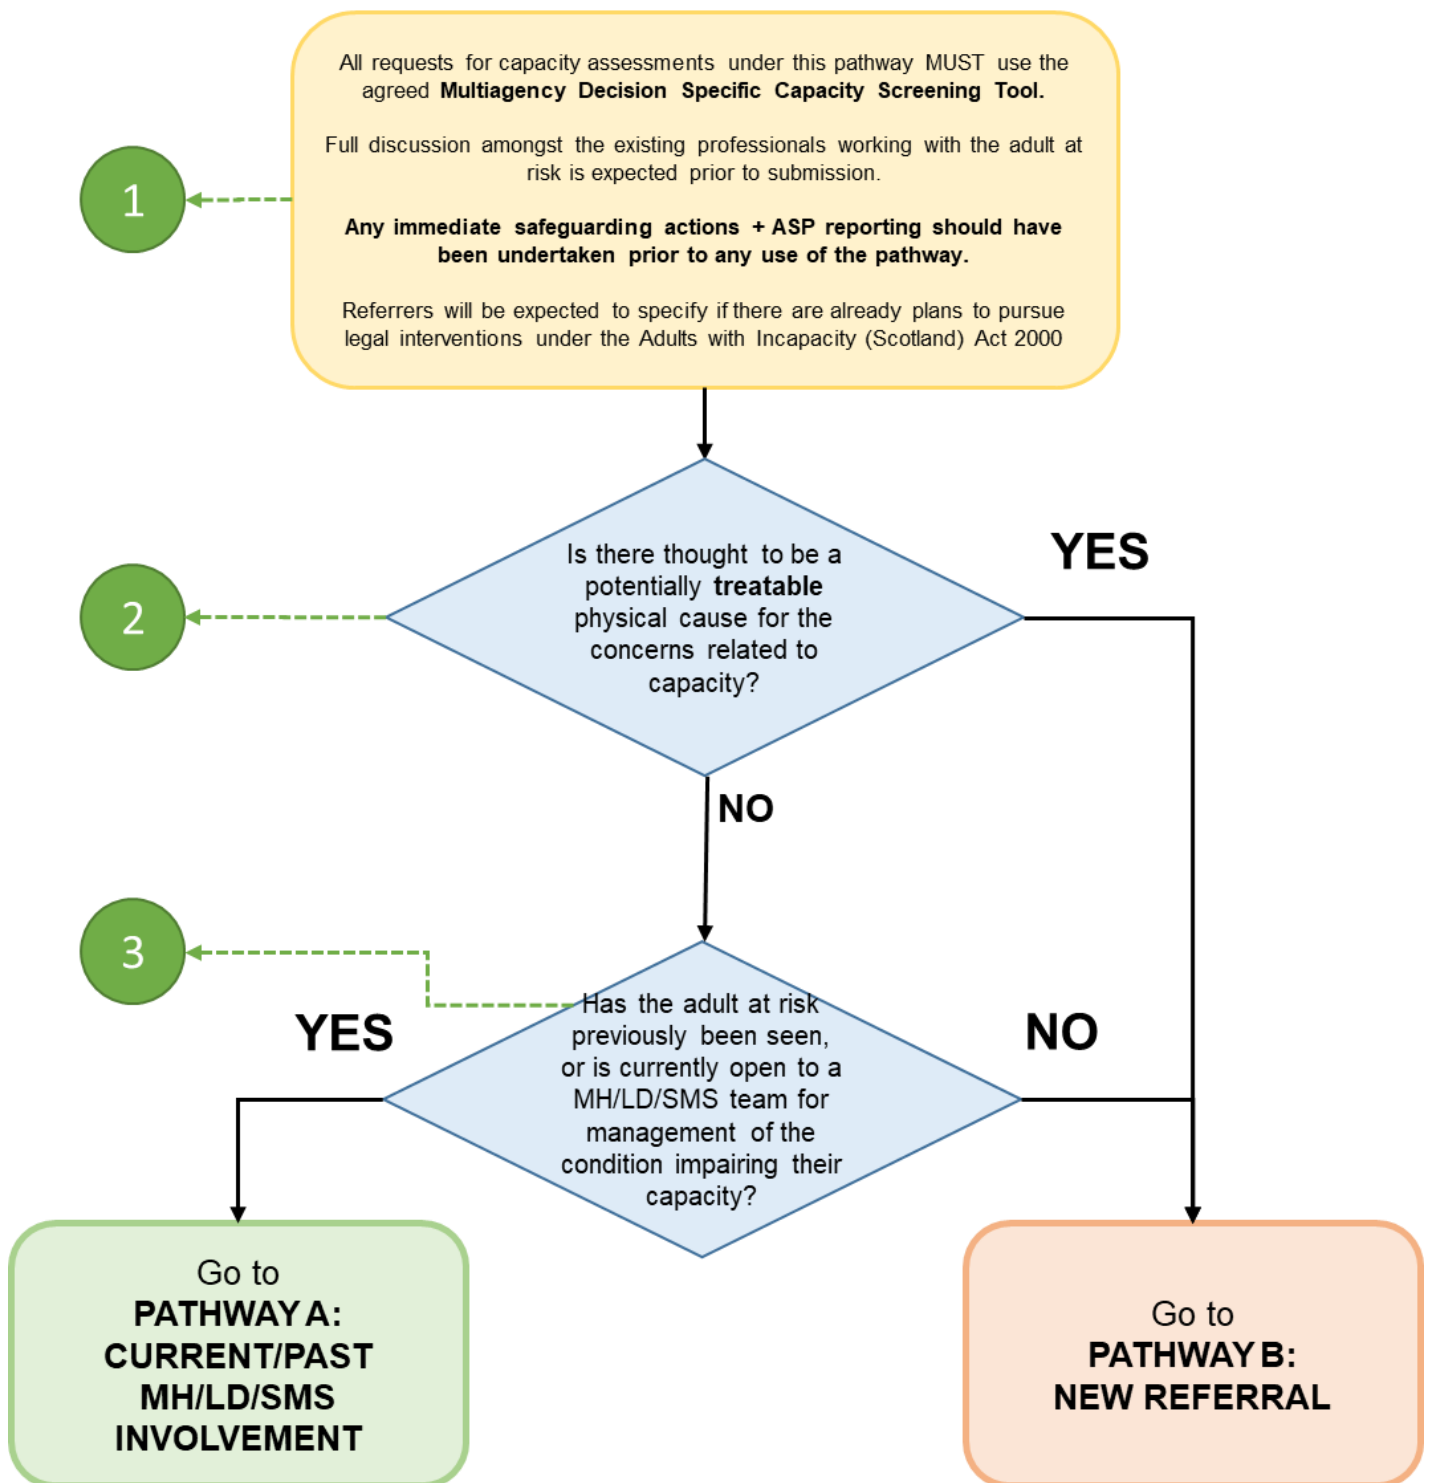 All requests for capacity assessments under this pathway MUST use the
agreed Multiagency Decision Specific Capacity Screening Tool.
Full discussion amongst the existing professionals working with the adult at
risk is expected prior to submission.
Any immediate safeguarding actions + ASP reporting should have
been undertaken prior to any use of the pathway.
Referrers will be expected to specify if there are already plans to pursue
legal interventions under the Adults with Incapacity (Scotland) Act 2000
1
Is there thought to be a
potentially treatable
physical cause for the
concerns related to
capacity?
YES
2
NO
3
Has the adult at risk
previously been seen,
or is currently open to a
MH/LD/SMS team for
management of the
condition impairing their
capacity?
YES
NO
Go to
PATHWAY A:
CURRENT/PAST
MH/LD/SMS
INVOLVEMENT
Go to
PATHWAY B:
NEW REFERRAL